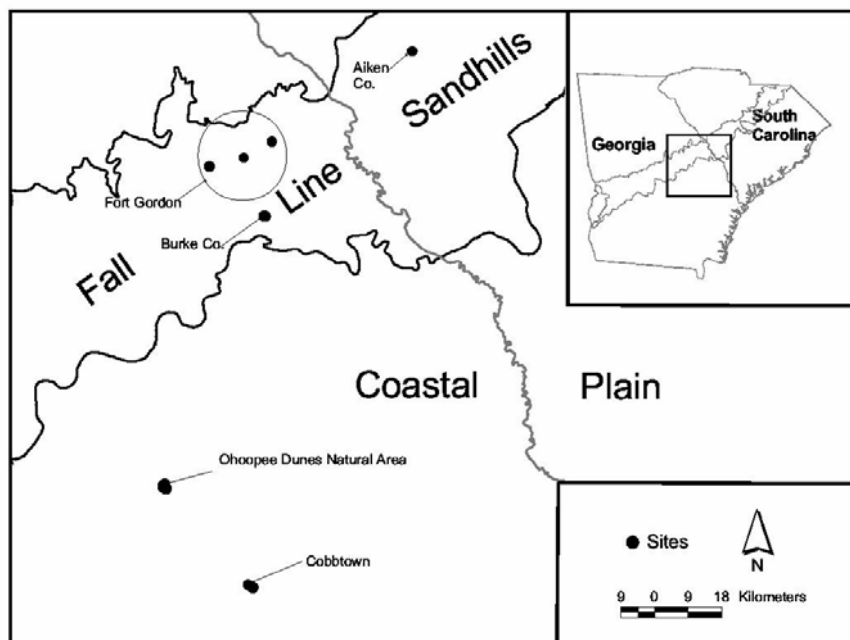 Aiken
Co.
Sandhills
Georgia
South
Carolina
Fort Gordon
Line
Burke Co.
Fall
Coastal Plain
Ohoopee Dunes Natural Area
Cobbtown
Sites
N
9 0 9 18 Kilometers